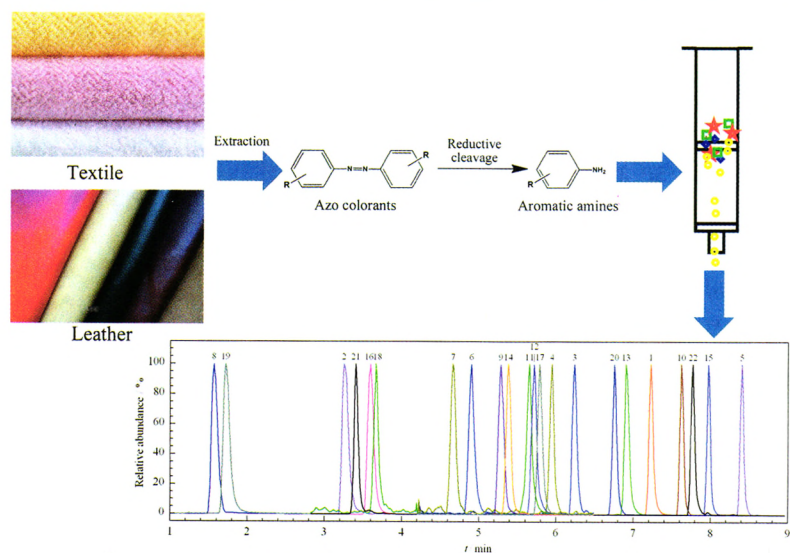 Textile
Leather
Extraction
R
N=N
R
Azo colorants
Reductive
cleavage
R
NH₂
Aromatic amines
8 19 2 21 16 18 7 6 9 14 11 12 17 4 3 20 13 1 10 22 15 5
Relative abundance %
100
80
60
40
20
0
1 2 3 4 5 6 7 8 9
t min